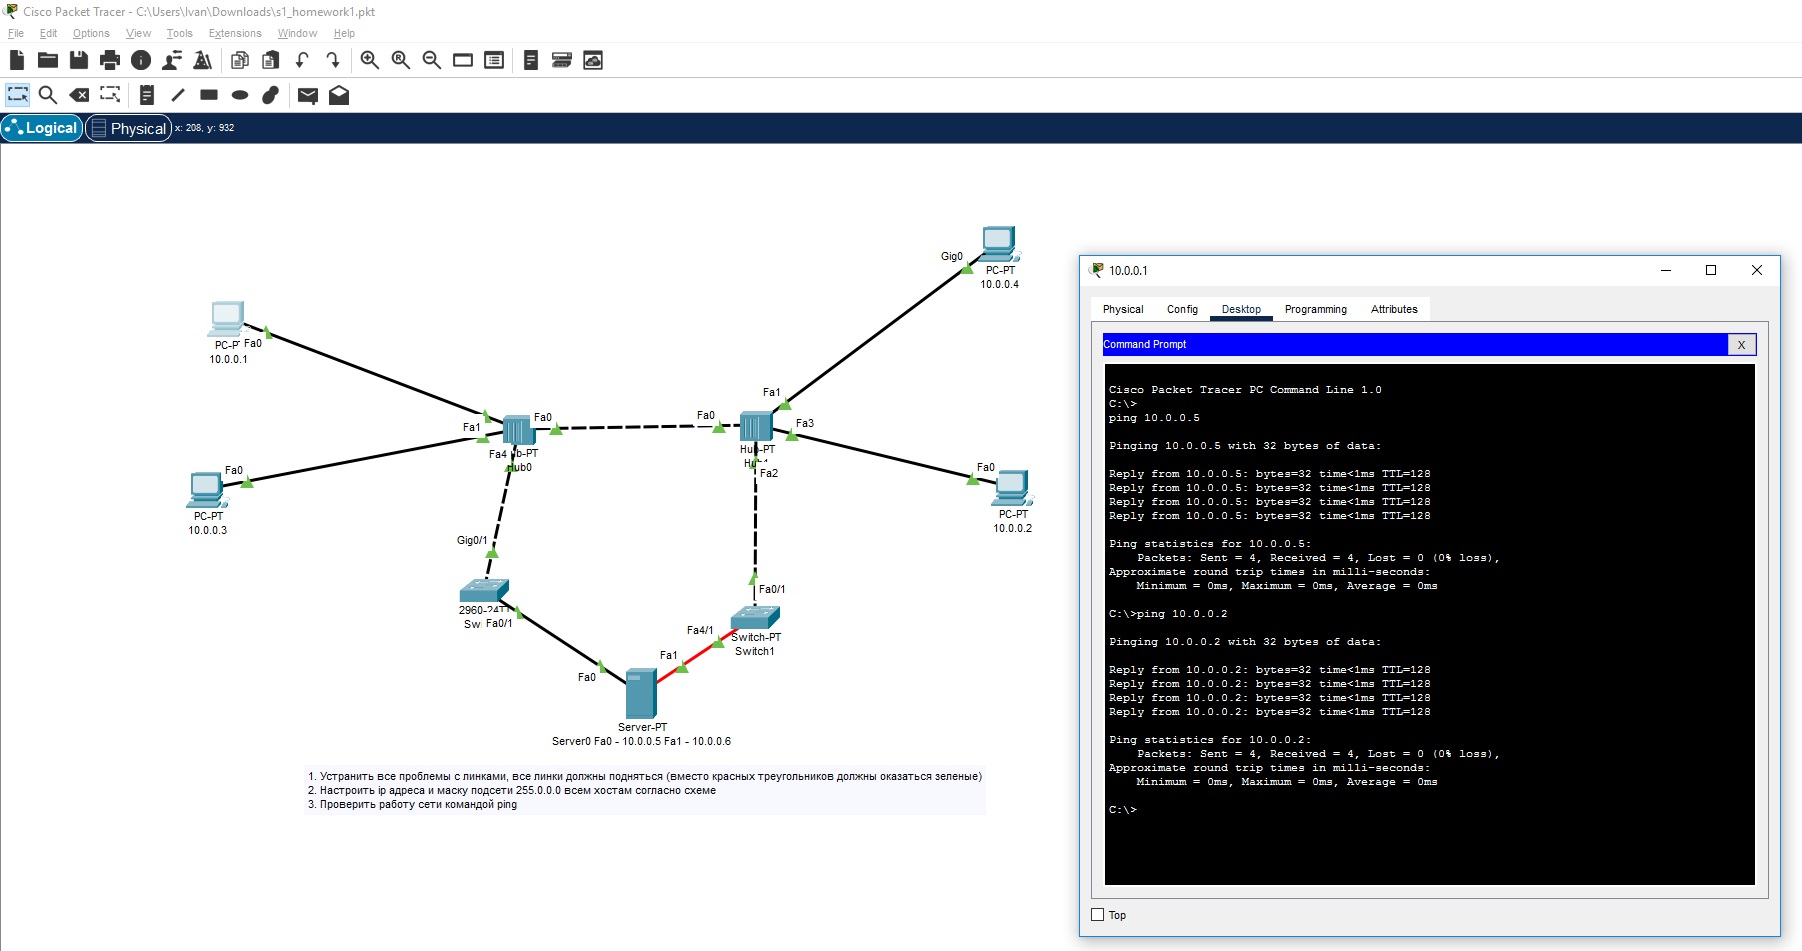 Cisco Packet Tracer - C:\Users\Ivan\Downloads\s1_homework1.pkt
File Edit Options View Tools Extensions Window Help
Logical Physical x: 208, y: 932
Gig0
PC-PT
10.0.0.4
Fa0
10.0.0.1
Fa1
Fa0
Fa0
Fa3
Fa1
Fa4
Hub0
Fa2
Fa0
PC-PT
10.0.0.3
Fa0
PC-PT
10.0.0.2
Gig0/1
Fa0/1
Fa0/1
Fa4/1
Switch-PT
Switch1
Fa1
Fa0
Server-PT
Server0 Fa0 - 10.0.0.5 Fa1 - 10.0.0.6
1. Устранить все проблемы с линками, все линки должны подняться (вместо красных треугольников должны оказаться зеленые)
2. Настроить ip адреса и маску подсети 255.0.0.0 всем хостам согласно схеме
3. Проверить работу сети командой ping
10.0.0.1
Physical Config Desktop Programming Attributes
Command Prompt X
Cisco Packet Tracer PC Command Line 1.0
C:\>
ping 10.0.0.5
Pinging 10.0.0.5 with 32 bytes of data:
Reply from 10.0.0.5: bytes=32 time<1ms TTL=128
Reply from 10.0.0.5: bytes=32 time<1ms TTL=128
Reply from 10.0.0.5: bytes=32 time<1ms TTL=128
Reply from 10.0.0.5: bytes=32 time<1ms TTL=128
Ping statistics for 10.0.0.5:
Packets: Sent = 4, Received = 4, Lost = 0 (0% loss),
Approximate round trip times in milli-seconds:
Minimum = 0ms, Maximum = 0ms, Average = 0ms
C:\>ping 10.0.0.2
Pinging 10.0.0.2 with 32 bytes of data:
Reply from 10.0.0.2: bytes=32 time<1ms TTL=128
Reply from 10.0.0.2: bytes=32 time<1ms TTL=128
Reply from 10.0.0.2: bytes=32 time<1ms TTL=128
Reply from 10.0.0.2: bytes=32 time<1ms TTL=128
Ping statistics for 10.0.0.2:
Packets: Sent = 4, Received = 4, Lost = 0 (0% loss),
Approximate round trip times in milli-seconds:
Minimum = 0ms, Maximum = 0ms, Average = 0ms
C:\>
Top